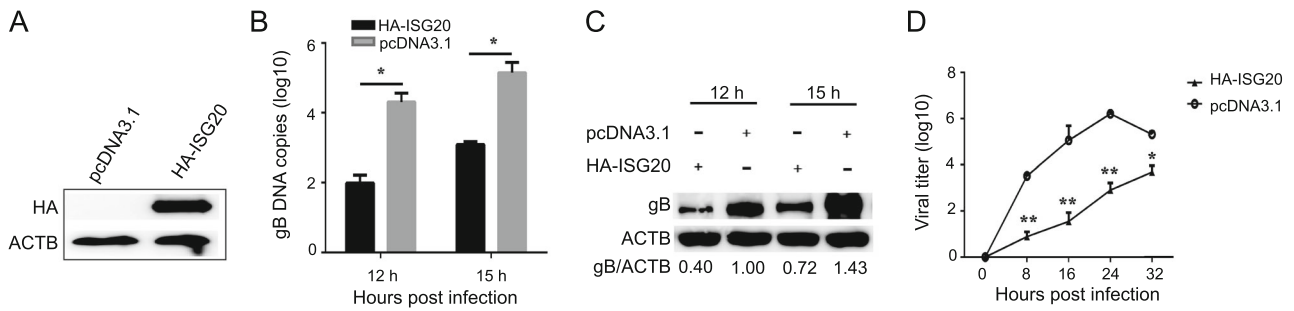 A
pcDNA3.1
HA-ISG20
HA
ACTB
B
HA-ISG20
pcDNA3.1
gB DNA copies (log10)
6
4
2
0
*
*
12 h
15 h
Hours post infection
C
12 h
15 h
pcDNA3.1 - + - +
HA-ISG20 + - + -
gB
ACTB
gB/ACTB 0.40 1.00 0.72 1.43
D
HA-ISG20
pcDNA3.1
Viral titer (log10)
8
6
4
2
0
**
**
**
*
0 8 16 24 32
Hours post infection